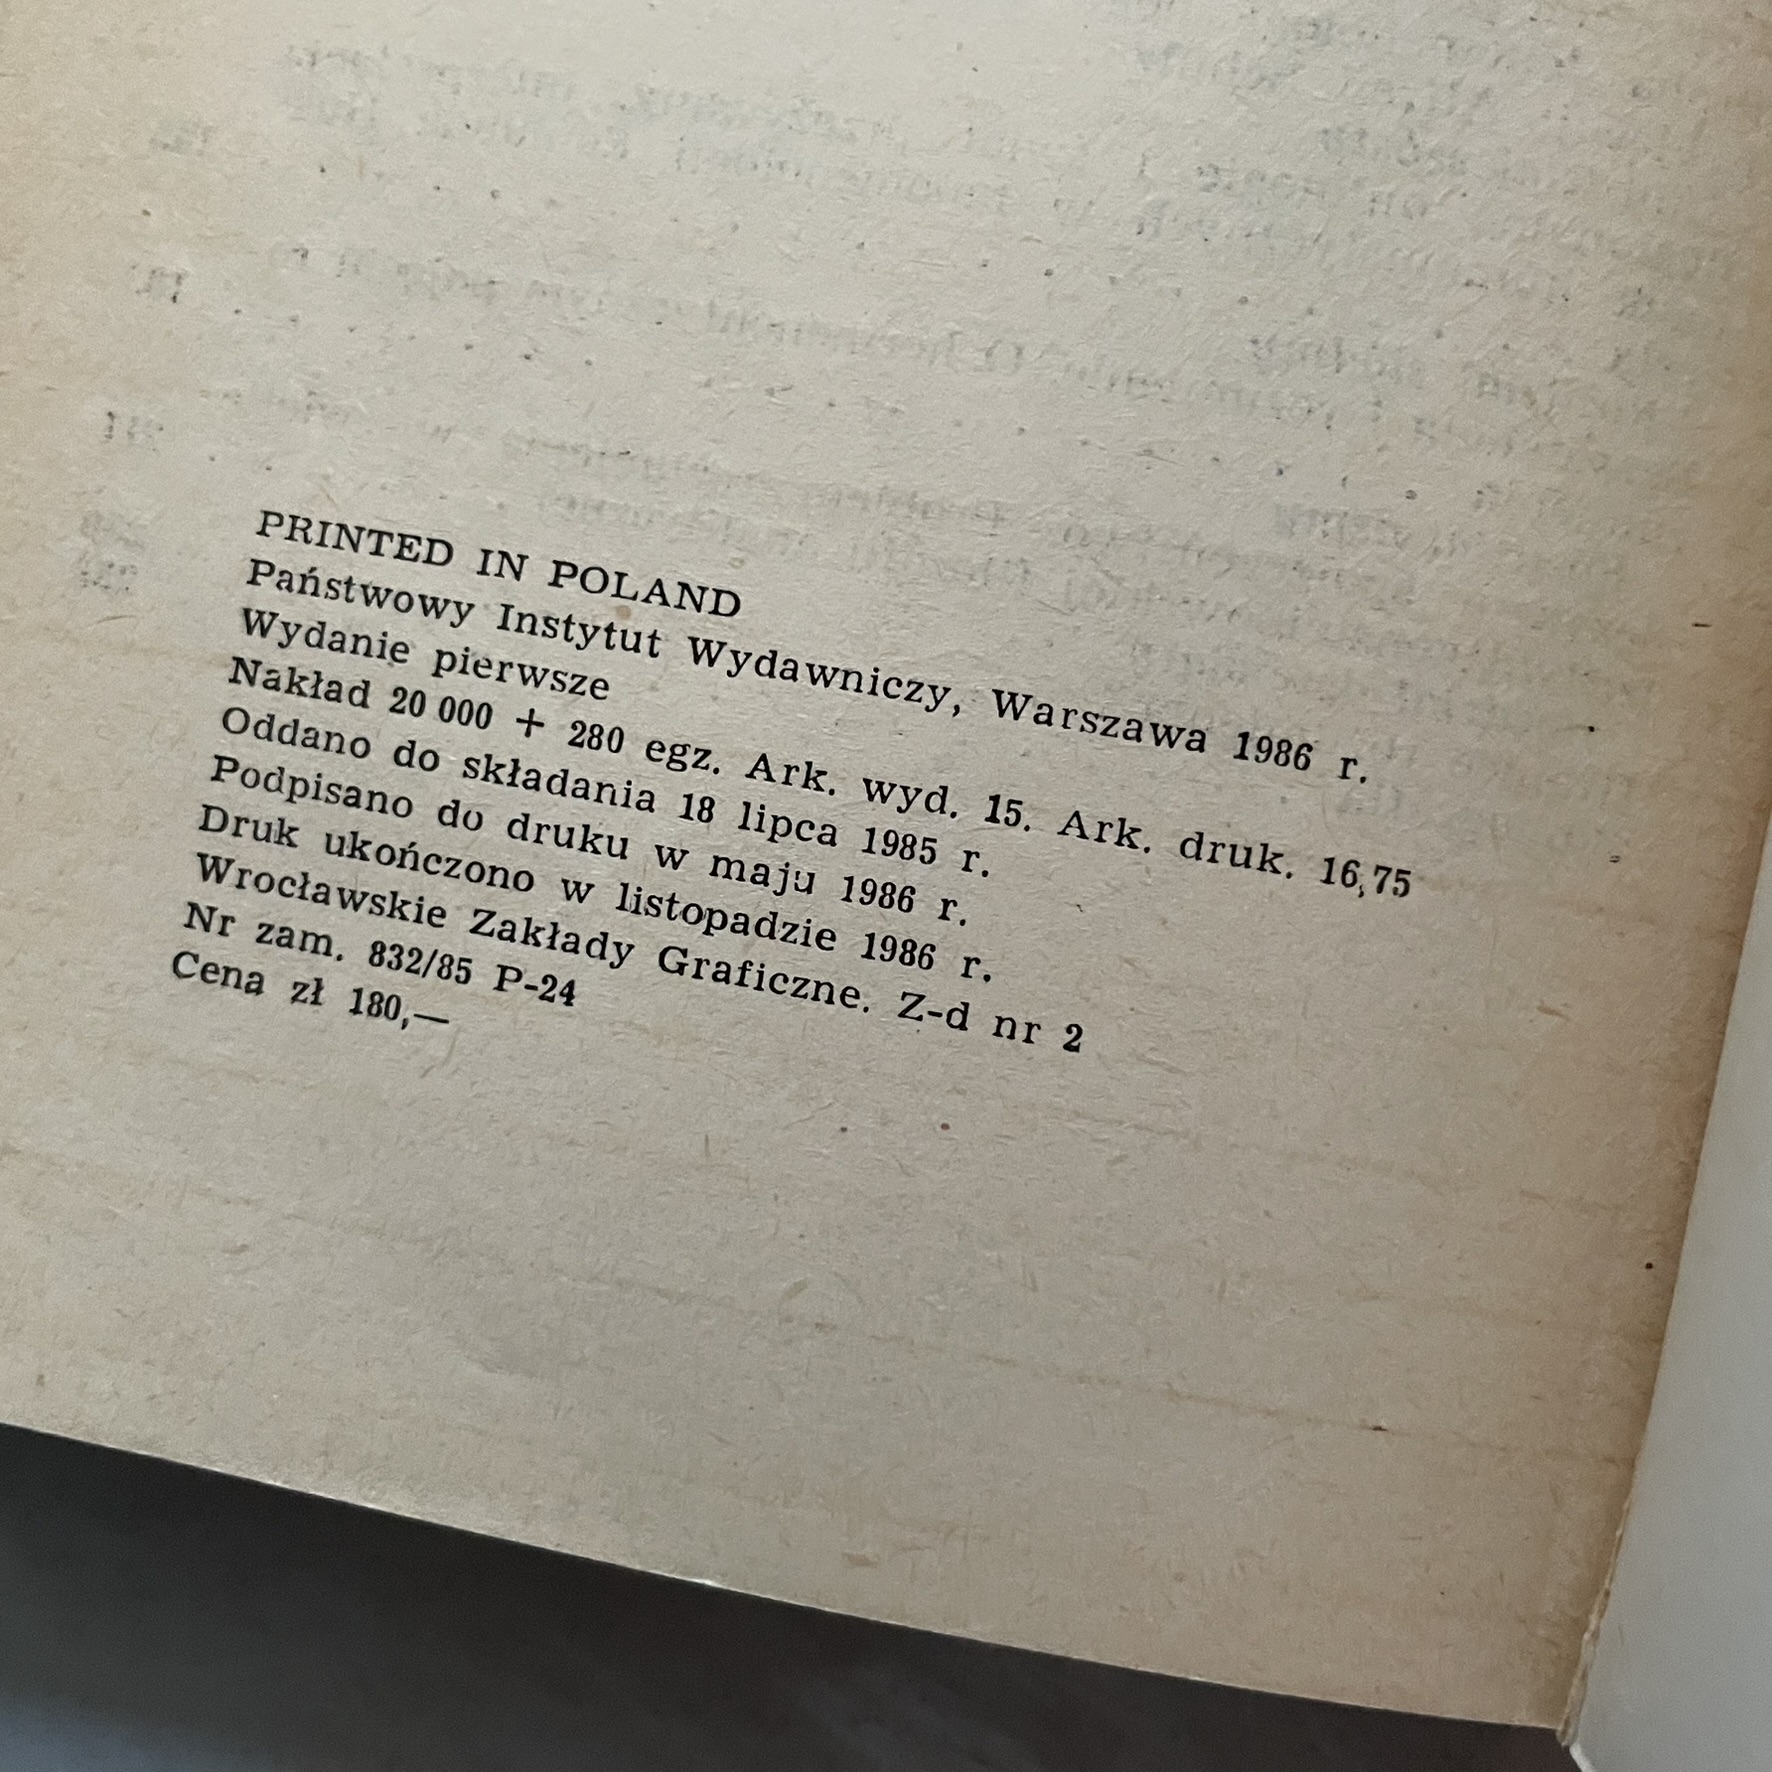 PRINTED IN POLAND
Państwowy Instytut Wydawniczy, Warszawa 1986 r.
Wydanie pierwsze
Nakład 20 000 + 280 egz. Ark. wyd. 15. Ark. druk. 16,75
Oddano do składania 18 lipca 1985 r.
Podpisano do druku w maju 1986 r.
Druk ukończono w listopadzie 1986 r.
Wrocławskie Zakłady Graficzne. Z-d nr 2
Nr zam. 832/85 P-24
Cena zł 180,—